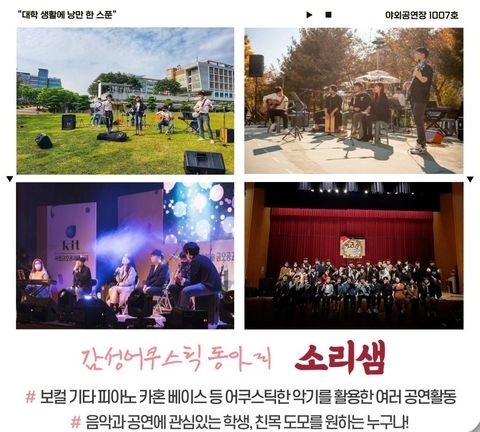 “대학 생활에 낭만 한 스푼”
야외공연장 1007호
kit
감성어쿠스틱 동아리 소리샘
# 보컬 기타 피아노 카혼 베이스 등 어쿠스틱한 악기를 활용한 여러 공연활동
# 음악과 공연에 관심있는 학생, 친목 도모를 원하는 누구나!